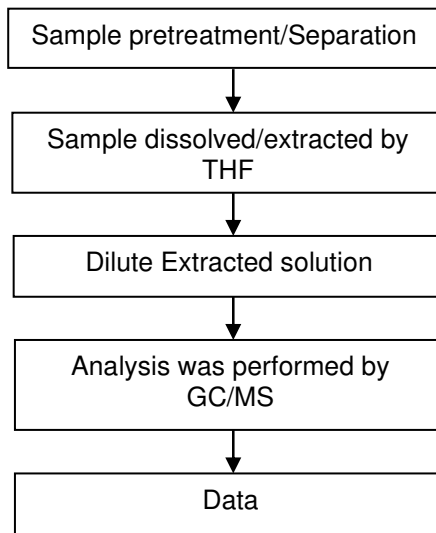 Sample pretreatment/Separation
Sample dissolved/extracted by
THF
Dilute Extracted solution
Analysis was performed by
GC/MS
Data